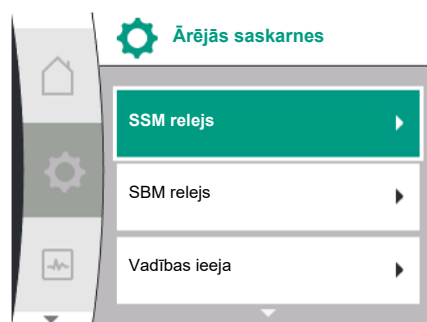 Ārējās saskarnes
SSM relejs
SBM relejs
Vadības ieeja